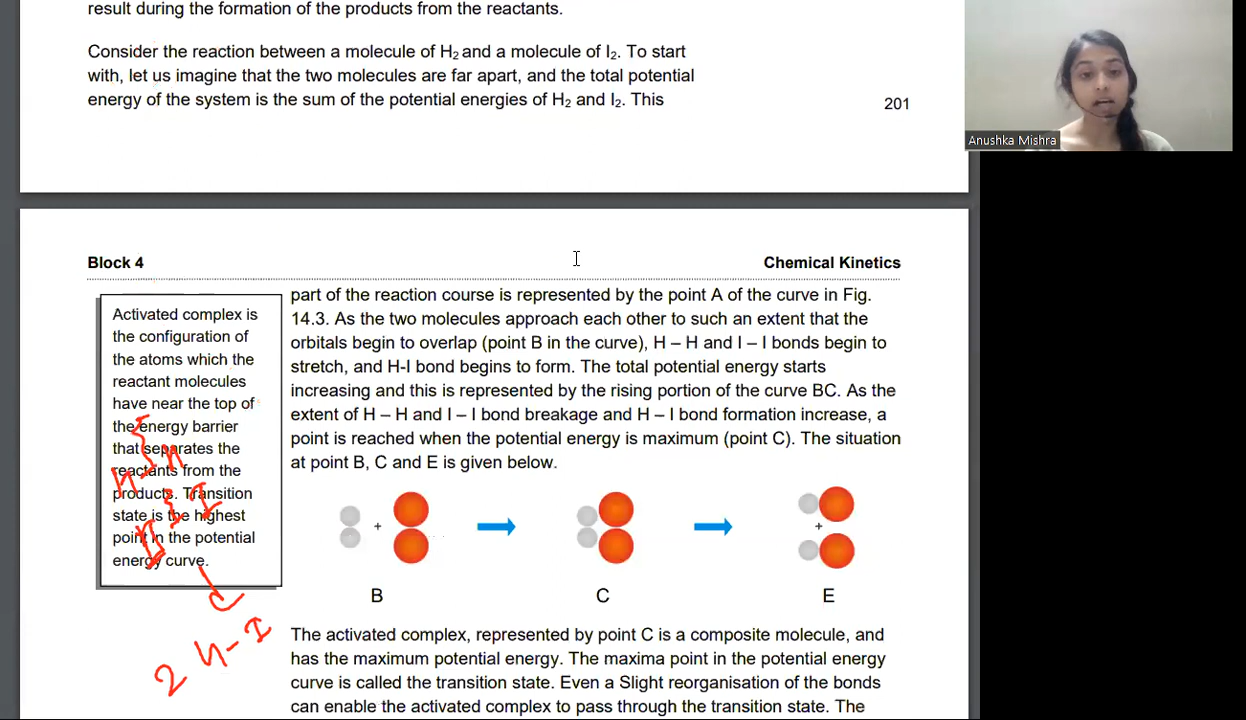 result during the formation of the products from the reactants.
Consider the reaction between a molecule of H₂ and a molecule of I₂. To start
with, let us imagine that the two molecules are far apart, and the total potential
energy of the system is the sum of the potential energies of H₂ and I₂. This
201
Anushka Mishra
Block 4
Chemical Kinetics
Activated complex is
the configuration of
the atoms which the
reactant molecules
have near the top of
the energy barrier
that separates the
reactants from the
products. Transition
state is the highest
point in the potential
energy curve.
part of the reaction course is represented by the point A of the curve in Fig.
14.3. As the two molecules approach each other to such an extent that the
orbitals begin to overlap (point B in the curve), H – H and I – I bonds begin to
stretch, and H-I bond begins to form. The total potential energy starts
increasing and this is represented by the rising portion of the curve BC. As the
extent of H – H and I – I bond breakage and H – I bond formation increase, a
point is reached when the potential energy is maximum (point C). The situation
at point B, C and E is given below.
+
+
B
C
E
2 H-I
The activated complex, represented by point C is a composite molecule, and
has the maximum potential energy. The maxima point in the potential energy
curve is called the transition state. Even a Slight reorganisation of the bonds
can enable the activated complex to pass through the transition state. The